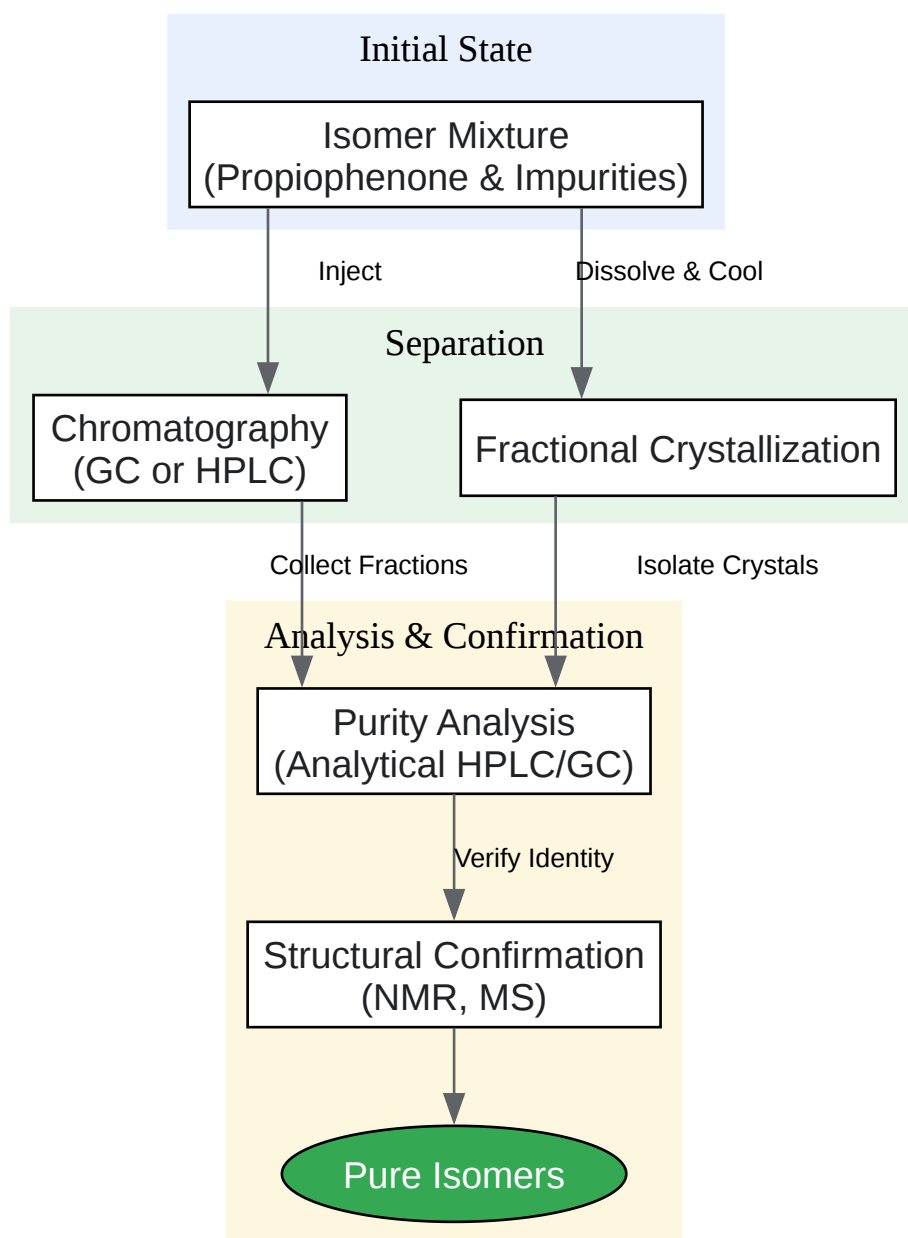 Initial State
Isomer Mixture
(Propiophenone & Impurities)
Inject
Dissolve & Cool
Separation
Chromatography
(GC or HPLC)
Fractional Crystallization
Collect Fractions
Isolate Crystals
Analysis & Confirmation
Purity Analysis
(Analytical HPLC/GC)
Verify Identity
Structural Confirmation
(NMR, MS)
Pure Isomers